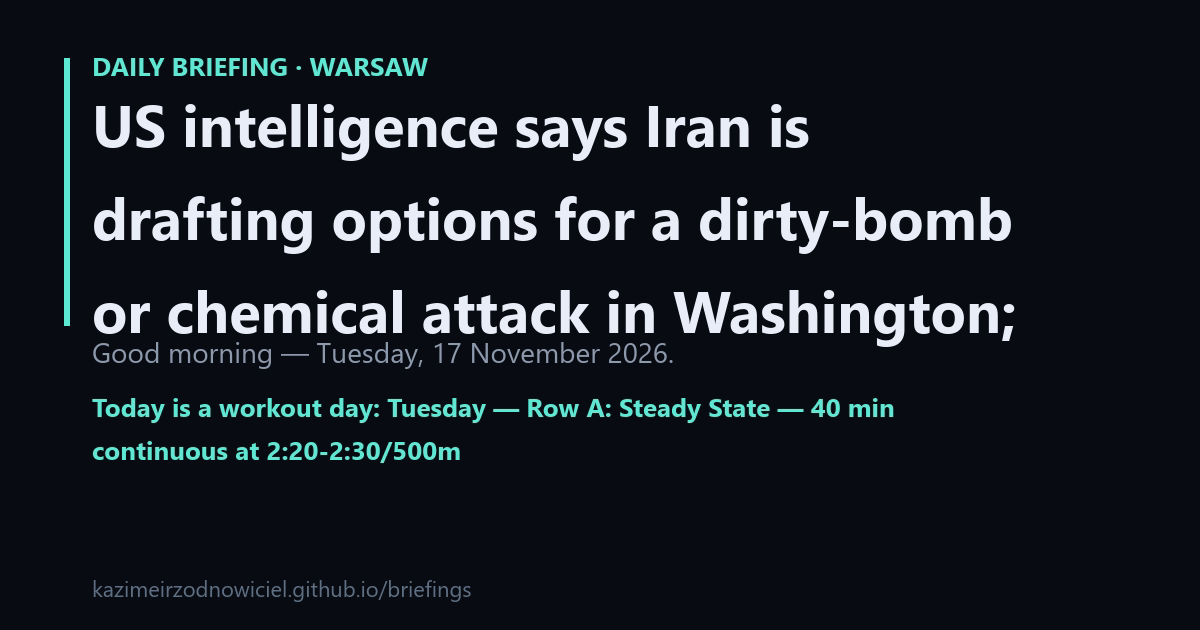 DAILY BRIEFING · WARSAW
US intelligence says Iran is
drafting options for a dirty-bomb
or chemical attack in Washington;
Good morning — Tuesday, 17 November 2026.
Today is a workout day: Tuesday — Row A: Steady State — 40 min
continuous at 2:20-2:30/500m
kazimeirzodnowiciel.github.io/briefings